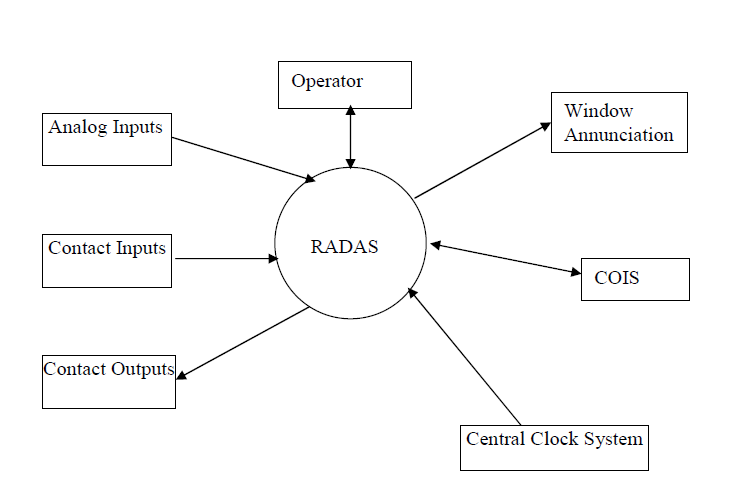 Operator
Window
Annunciation
Analog Inputs
Contact Inputs
RADAS
COIS
Contact Outputs
Central Clock System